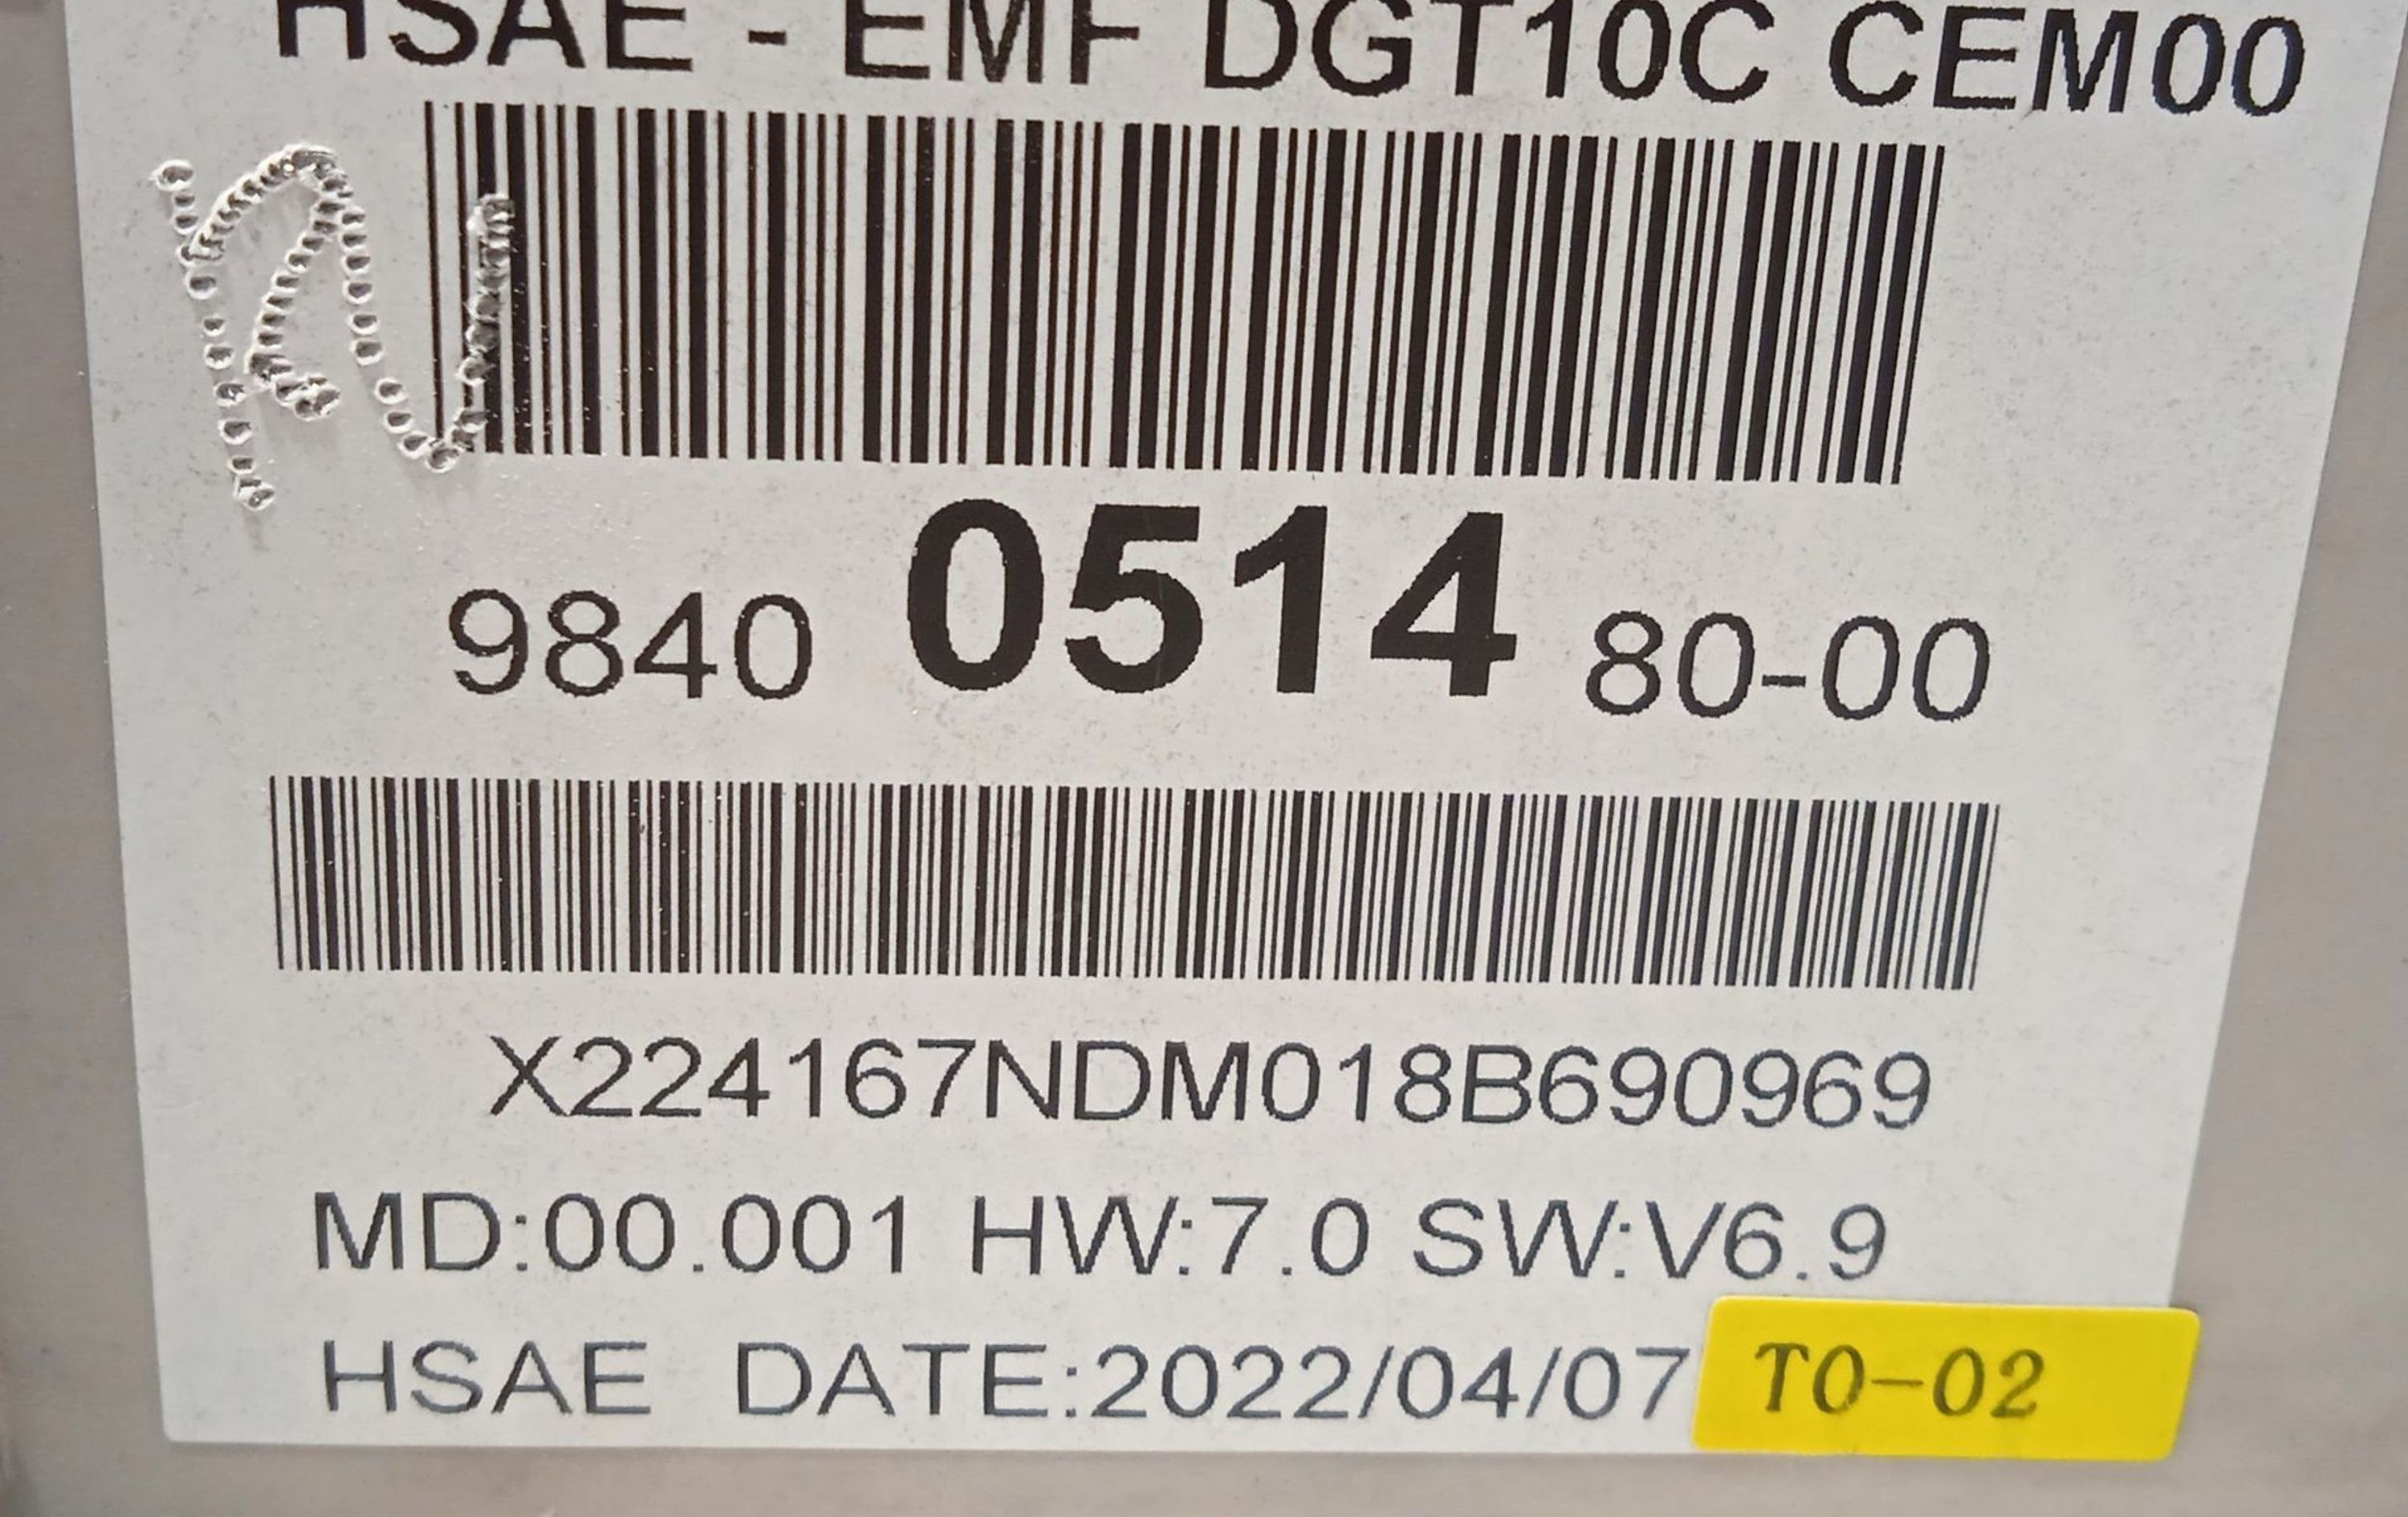 HSAE - EMF DGT10C CEM00
9840 0514 80-00
X224167NDM018B690969
MD:00.001 HW:7.0 SW:V6.9
HSAE DATE:2022/04/07 TO-02